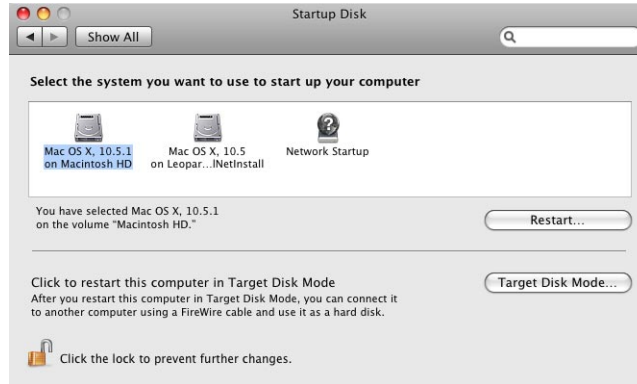 Startup Disk
Show All
Select the system you want to use to start up your computer
Mac OS X, 10.5.1
on Macintosh HD
Mac OS X, 10.5
on Leopar...lNetInstall
Network Startup
You have selected Mac OS X, 10.5.1
on the volume “Macintosh HD.”
Restart...
Click to restart this computer in Target Disk Mode
Target Disk Mode...
After you restart this computer in Target Disk Mode, you can connect it
to another computer using a FireWire cable and use it as a hard disk.
Click the lock to prevent further changes.